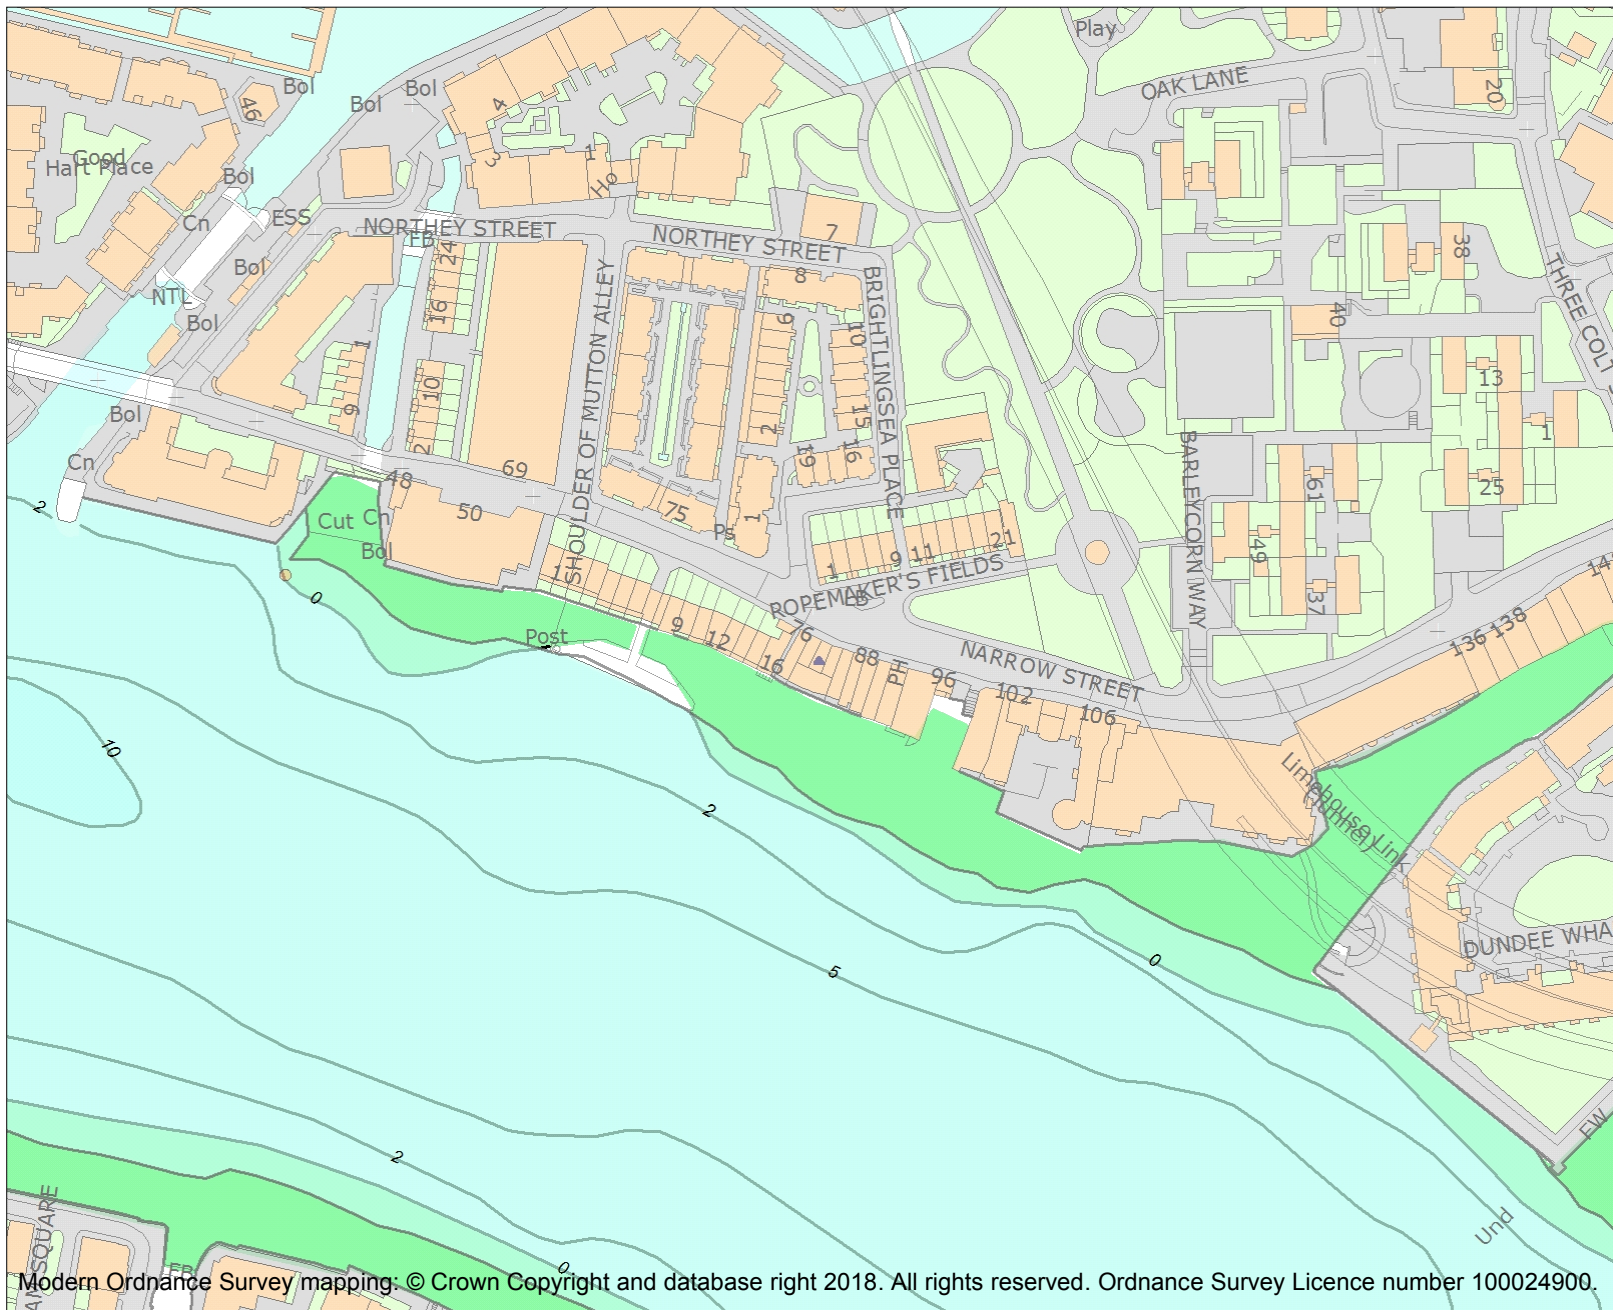 Play
OAK LANE
20
Bol
Bol
Bol
46
4
Good
Hart Place
Bol
3
1
Ho
Cn
ESS
NORTHEY STREET
FB
24
NORTHEY STREET
7
8
38
THREE COLT
Bol
NTL
Bol
16
1
SHOULDER OF MUTTON ALLEY
BRIGHTLINGSEA PLACE
9
10
40
13
1
Bol
9
10
2
2
15
16
19
Cn
48
69
50
75
Ps
1
BARLEYCORN WAY
61
25
2
Cut
Ch
Bol
11
1
9
11
21
ROPEMAKER'S FIELDS
49
37
0
Post
9
12
16
76
88
PH
96
NARROW STREET
102
106
136
138
10
2
Limehouse Link
(Tunnel)
5
0
DUNDEE WHA
FW
2
Und
SQUARE
0
FB
Modern Ordnance Survey mapping: © Crown Copyright and database right 2018. All rights reserved. Ordnance Survey Licence number 100024900.